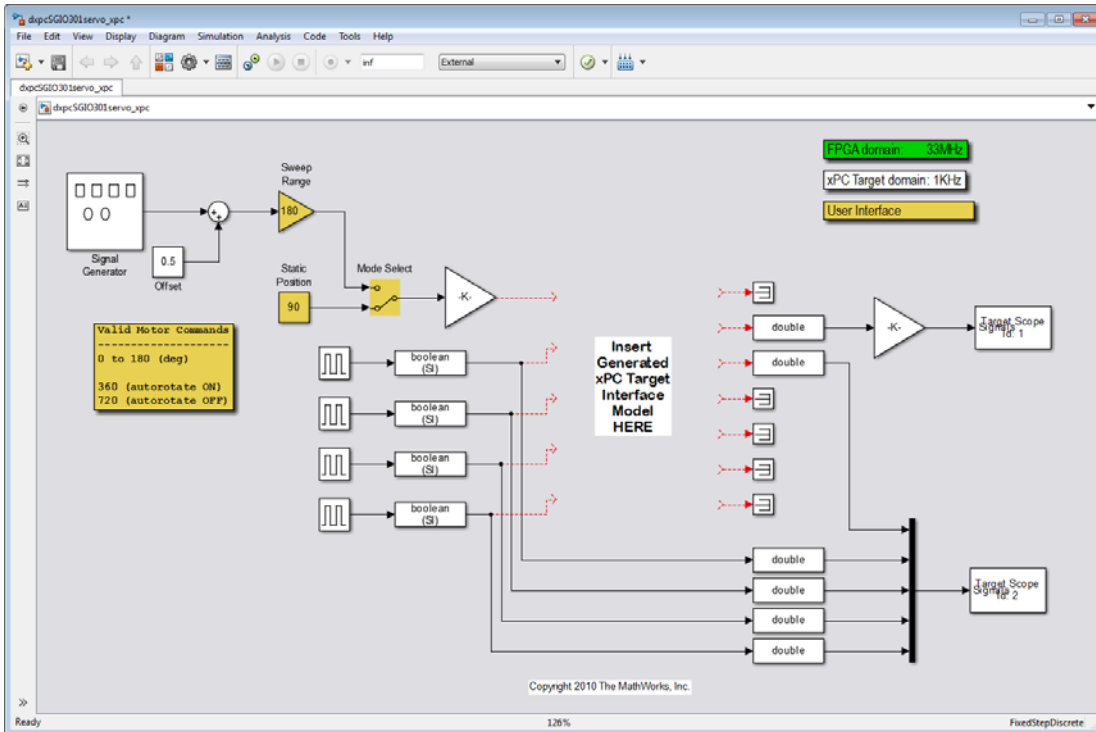 dxpcSGIO301servo_xpc *
File Edit View Display Diagram Simulation Analysis Code Tools Help
inf
External
dxpcSGIO301servo_xpc
dxpcSGIO301servo_xpc
FPGA domain: 33MHz
xPC Target domain: 1KHz
User Interface
Sweep
Range
180
Signal
Generator
0.5
Offset
Static
Position
90
Mode Select
-K-
Valid Motor Commands
--------------------
0 to 180 (deg)
360 (autorotate ON)
720 (autorotate OFF)
boolean
(SI)
boolean
(SI)
boolean
(SI)
boolean
(SI)
Insert
Generated
xPC Target
Interface
Model
HERE
double
double
-K-
Target Scope
Signals
Id: 1
double
double
double
double
Target Scope
Signals
Id: 2
Copyright 2010 The MathWorks, Inc.
Ready
126%
FixedStepDiscrete